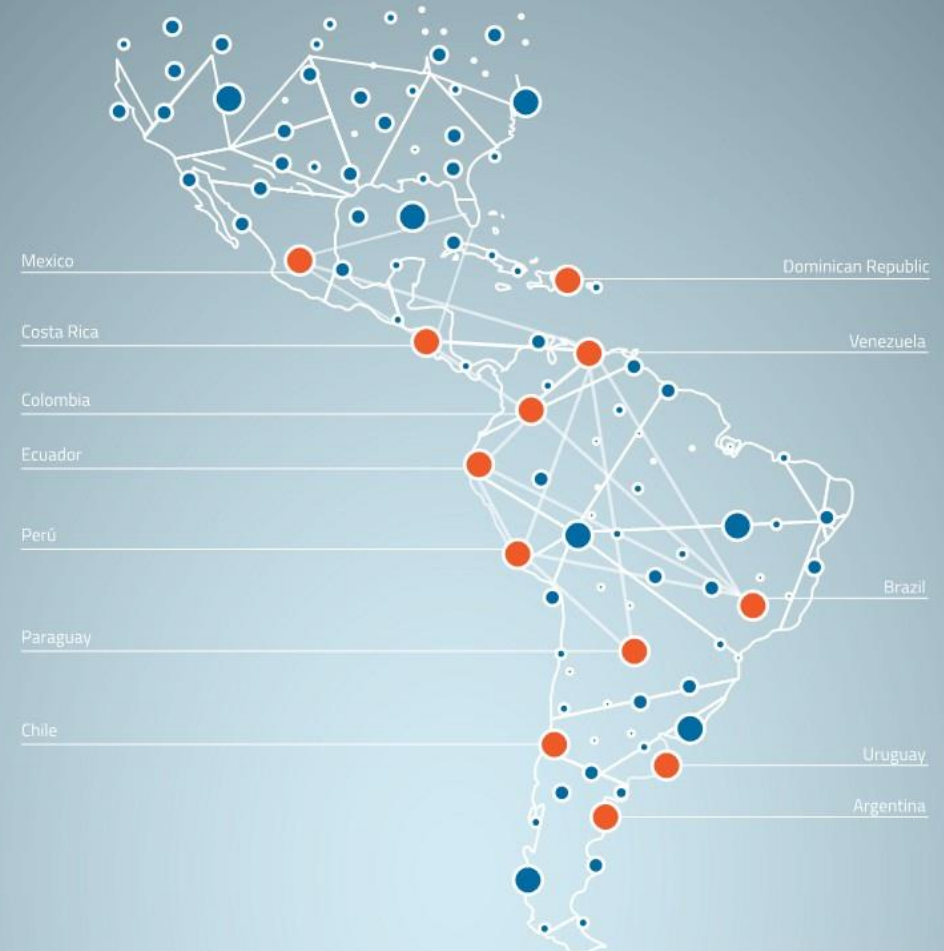 Mexico
Dominican Republic
Costa Rica
Venezuela
Colombia
Ecuador
Perú
Brazil
Paraguay
Chile
Uruguay
Argentina